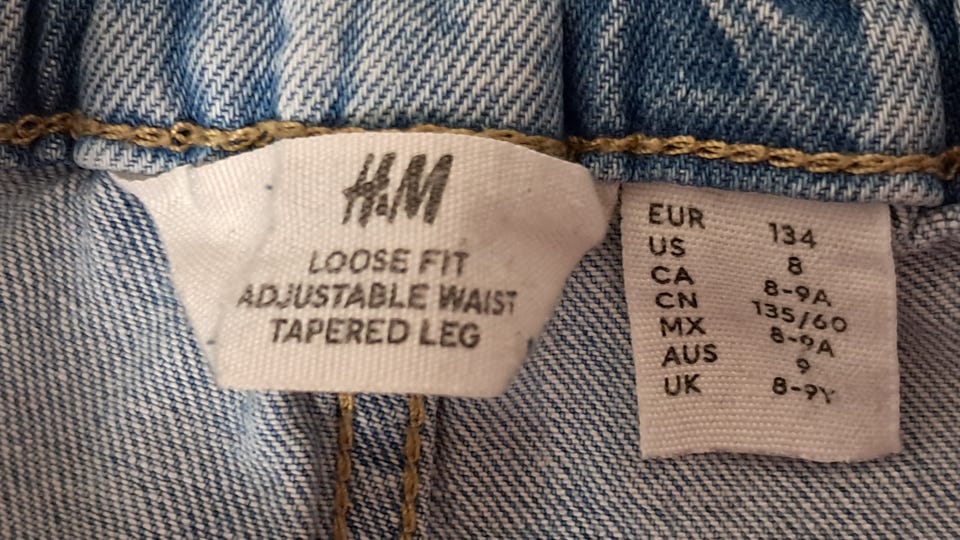 H&M
LOOSE FIT
ADJUSTABLE WAIST
TAPERED LEG
EUR 134
US 8
CA 8-9A
CN 135/60
MX 8-9A
AUS 9
UK 8-9Y